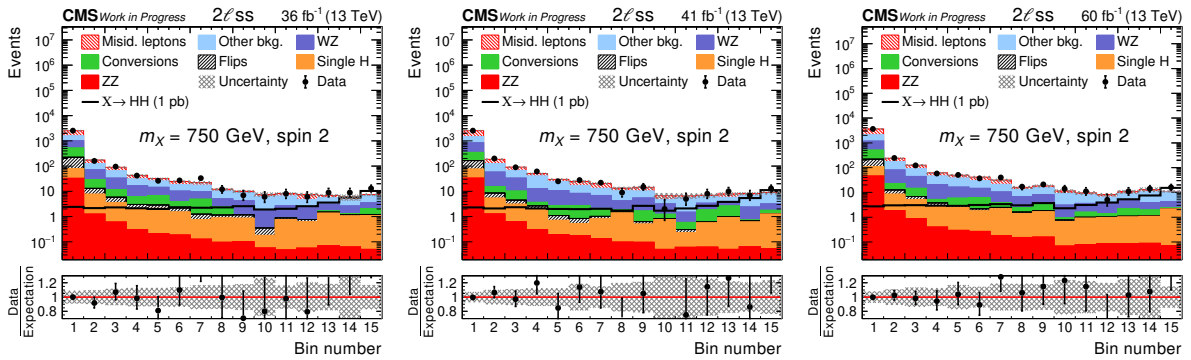 CMS Work in Progress 2ℓ ss 36 fb⁻¹ (13 TeV)
Events
10⁷
10⁶
10⁵
10⁴
10³
10²
10
1
10⁻¹
Misid. leptons Other bkg. WZ
Conversions Flips Single H
ZZ Uncertainty Data
X→HH (1 pb)
m_X = 750 GeV, spin 2
Data
Expectation
1.2
1
0.8
1 2 3 4 5 6 7 8 9 10 11 12 13 14 15
Bin number
CMS Work in Progress 2ℓ ss 41 fb⁻¹ (13 TeV)
Events
10⁷
10⁶
10⁵
10⁴
10³
10²
10
1
10⁻¹
Misid. leptons Other bkg. WZ
Conversions Flips Single H
ZZ Uncertainty Data
X→HH (1 pb)
m_X = 750 GeV, spin 2
Data
Expectation
1.2
1
0.8
1 2 3 4 5 6 7 8 9 10 11 12 13 14 15
Bin number
CMS Work in Progress 2ℓ ss 60 fb⁻¹ (13 TeV)
Events
10⁷
10⁶
10⁵
10⁴
10³
10²
10
1
10⁻¹
Misid. leptons Other bkg. WZ
Conversions Flips Single H
ZZ Uncertainty Data
X→HH (1 pb)
m_X = 750 GeV, spin 2
Data
Expectation
1.2
1
0.8
1 2 3 4 5 6 7 8 9 10 11 12 13 14 15
Bin number